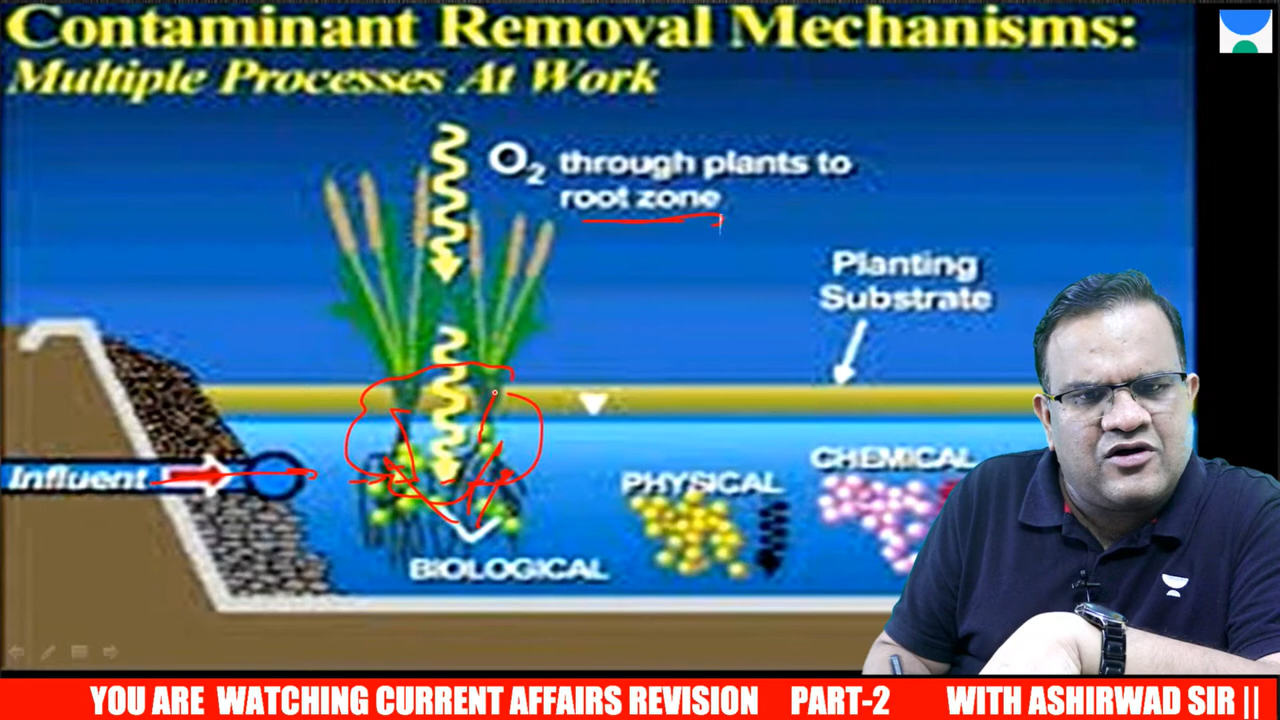 Contaminant Removal Mechanisms:
Multiple Processes At Work
O₂ through plants to
root zone
Planting
Substrate
Influent
PHYSICAL
CHEMICAL
BIOLOGICAL
YOU ARE WATCHING CURRENT AFFAIRS REVISION PART-2 WITH ASHIRWAD SIR ||